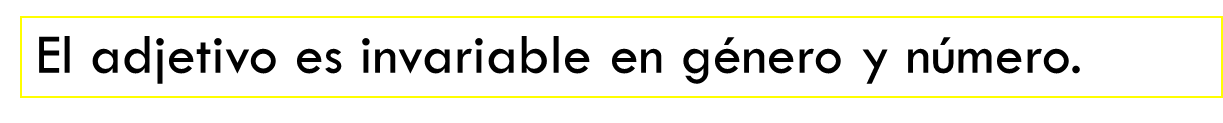 El adjetivo es invariable en género y número.